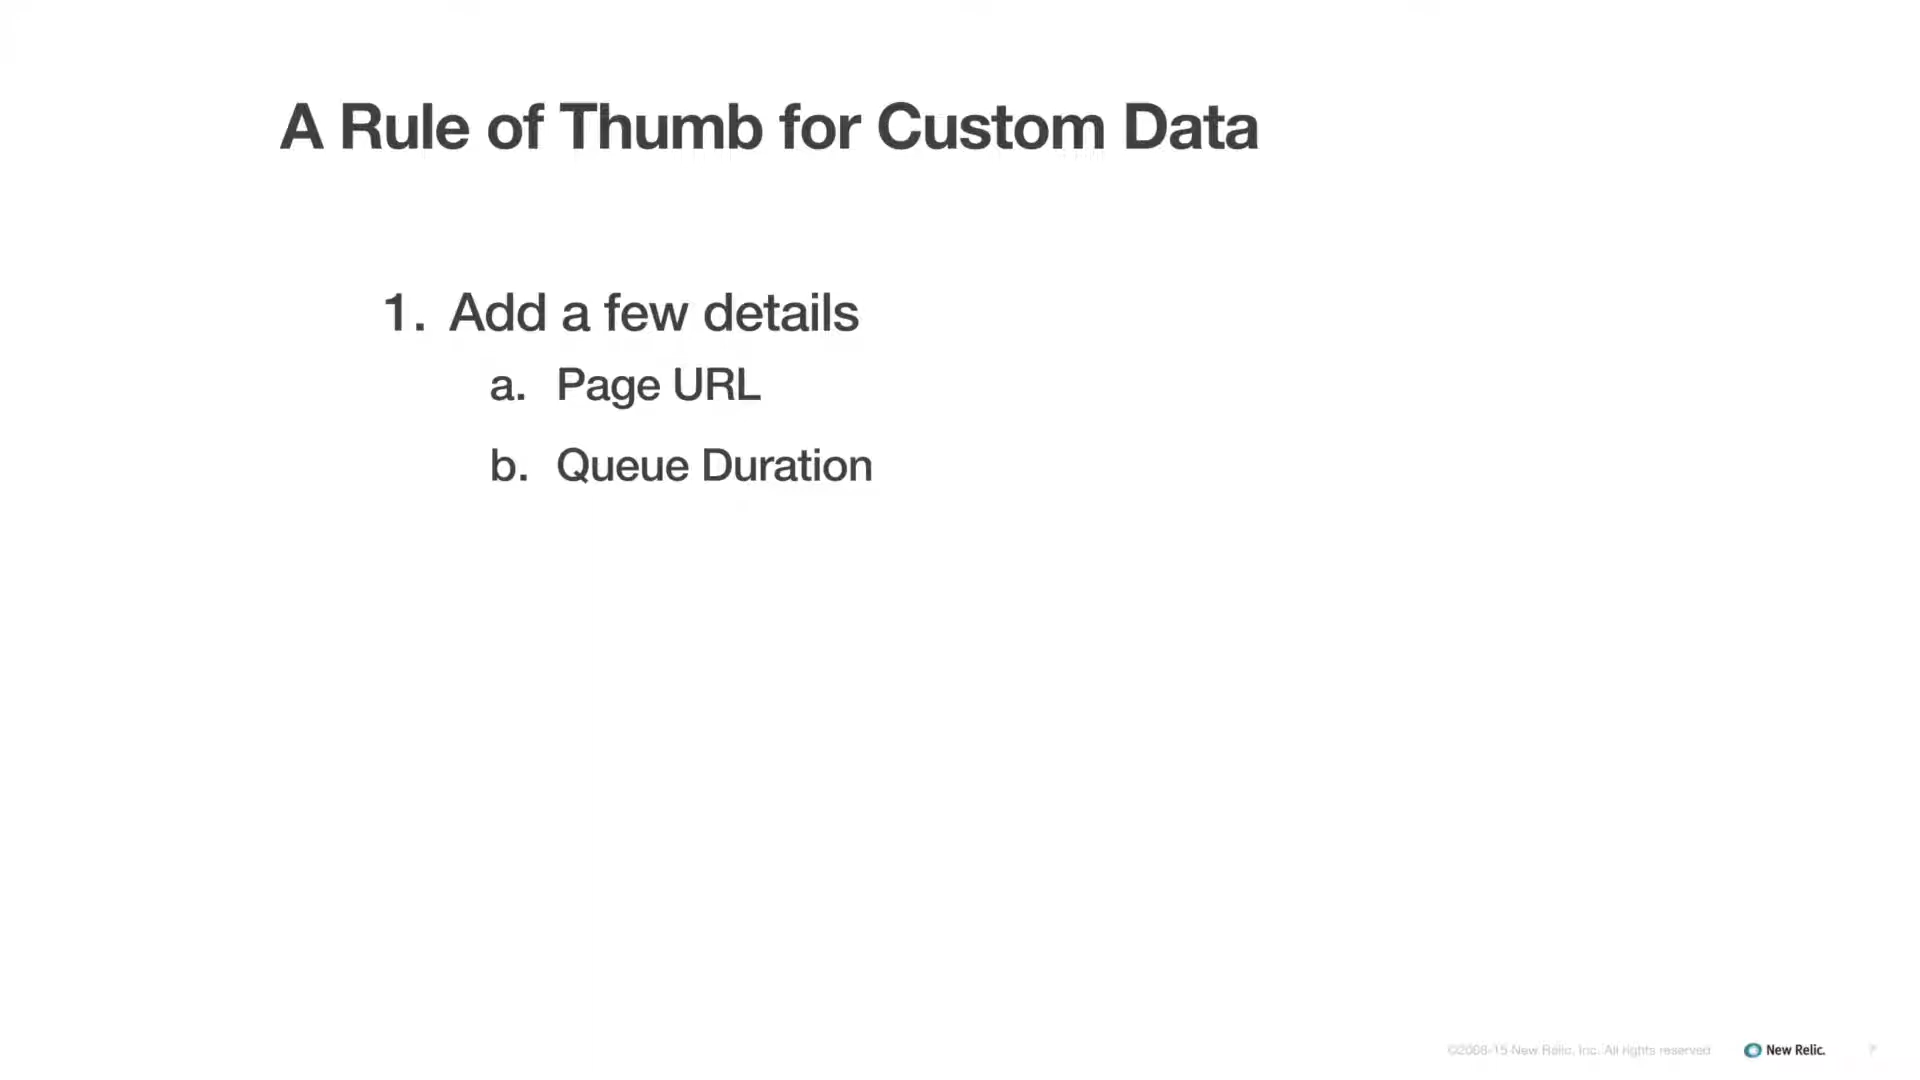 A Rule of Thumb for Custom Data
1. Add a few details
a. Page URL
b. Queue Duration
©2008-15 New Relic, Inc. All rights reserved
New Relic.